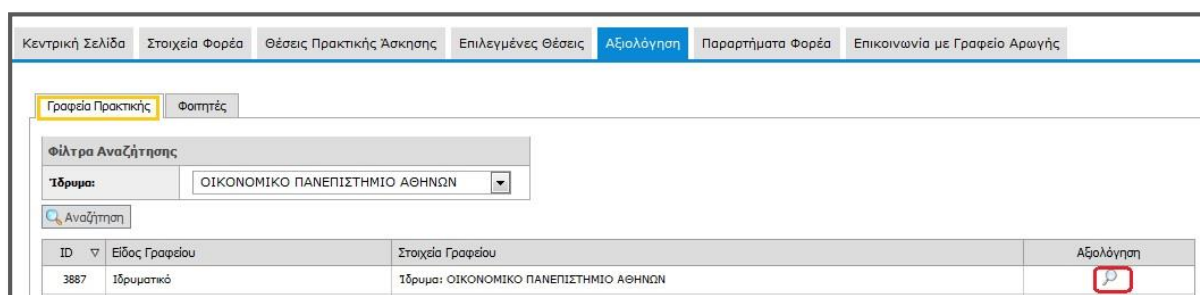 Κεντρική Σελίδα Στοιχεία Φορέα Θέσεις Πρακτικής Άσκησης Επιλεγμένες Θέσεις Αξιολόγηση Παραρτήματα Φορέα Επικοινωνία με Γραφείο Αρωγής
Γραφεία Πρακτικής Φοιτητές
Φίλτρα Αναζήτησης
Ίδρυμα: ΟΙΚΟΝΟΜΙΚΟ ΠΑΝΕΠΙΣΤΗΜΙΟ ΑΘΗΝΩΝ
Αναζήτηση
ID Είδος Γραφείου Στοιχεία Γραφείου Αξιολόγηση
3887 Ιδρυματικό Ίδρυμα: ΟΙΚΟΝΟΜΙΚΟ ΠΑΝΕΠΙΣΤΗΜΙΟ ΑΘΗΝΩΝ